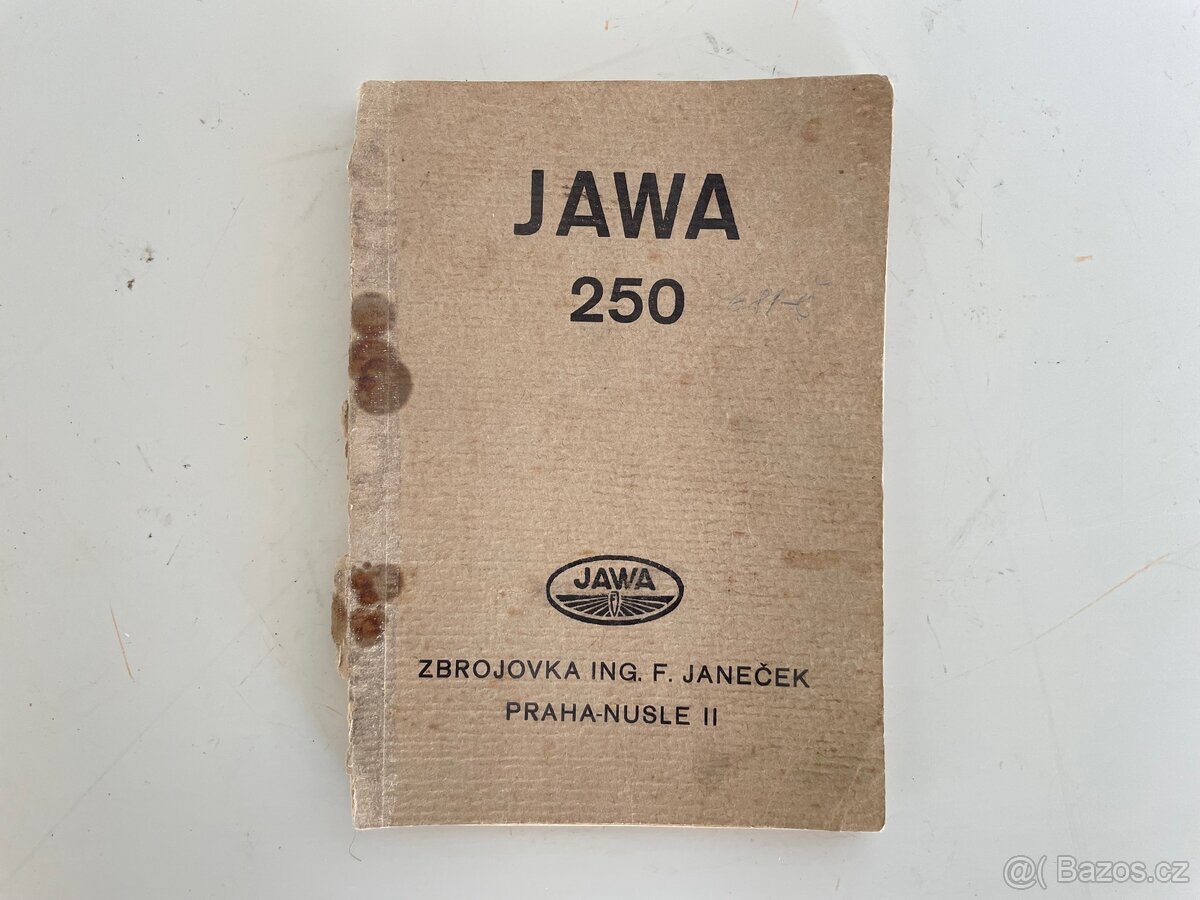 JAWA
250
JAWA
ZBROJOVKA ING. F. JANEČEK
PRAHA-NUSLE II
@( Bazos.cz